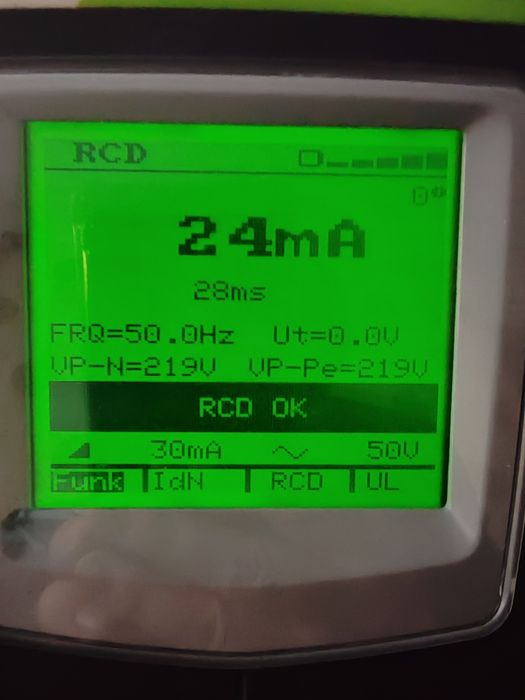 RCD
0°
24mA
28ms
FRQ=50.0Hz Ut=0.0V
VP-N=219V VP-Pe=219V
RCD OK
30mA 50V
Funk IdN RCD UL